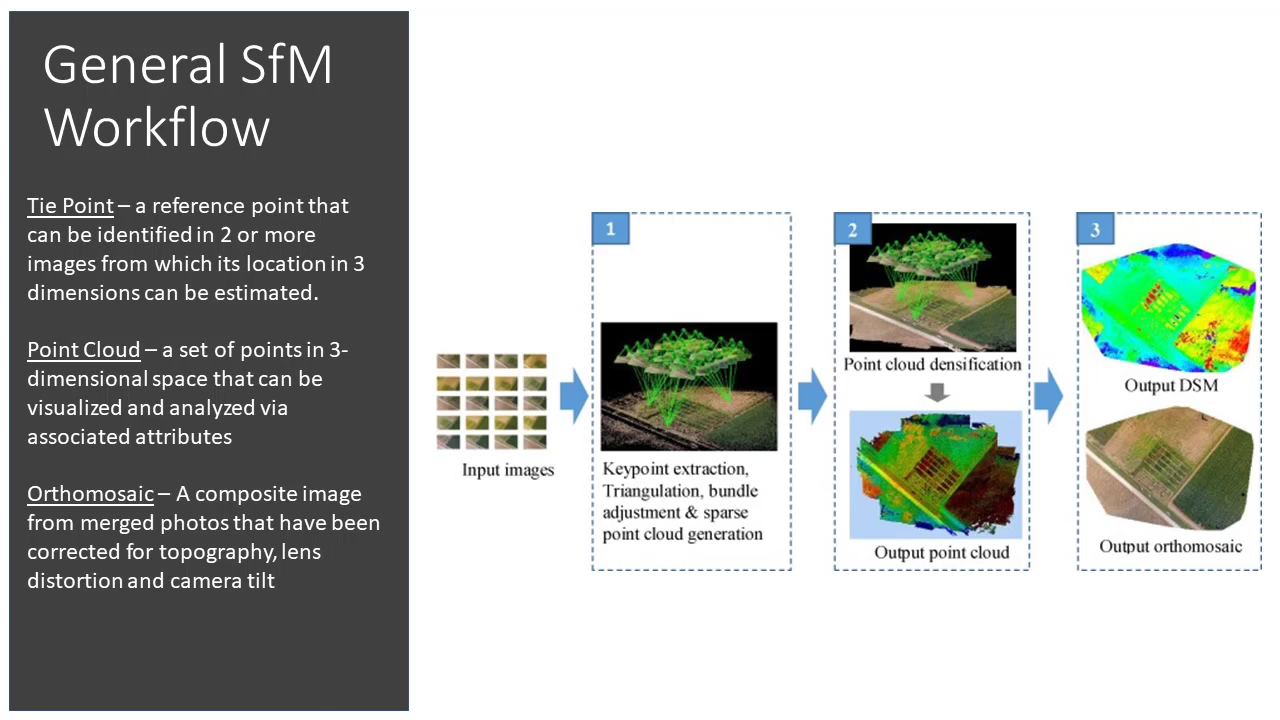 General SfM
Workflow
Tie Point – a reference point that
can be identified in 2 or more
images from which its location in 3
dimensions can be estimated.
Point Cloud – a set of points in 3-
dimensional space that can be
visualized and analyzed via
associated attributes
Orthomosaic – A composite image
from merged photos that have been
corrected for topography, lens
distortion and camera tilt
Input images
1
Keypoint extraction,
Triangulation, bundle
adjustment & sparse
point cloud generation
2
Point cloud densification
Output point cloud
3
Output DSM
Output orthomosaic